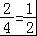 2/4 = 1/2